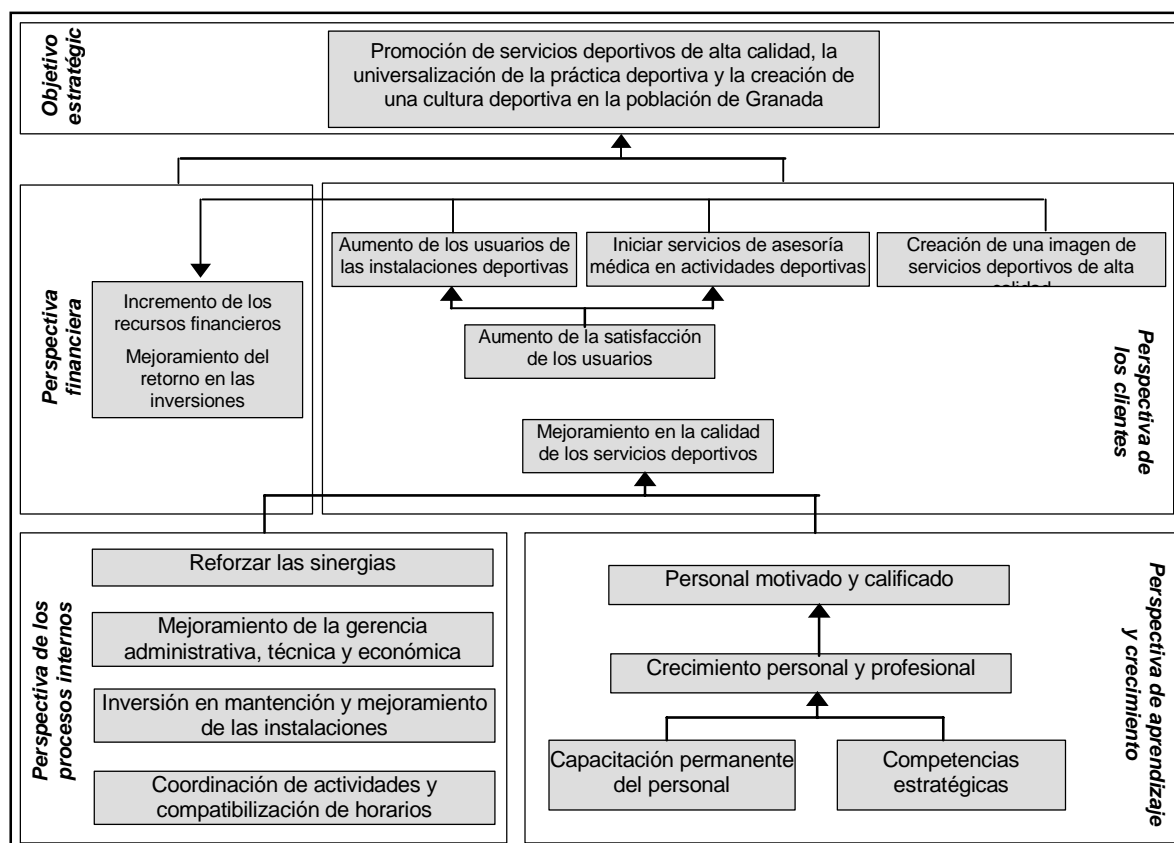 Objetivo
estratégic
Promoción de servicios deportivos de alta calidad, la
universalización de la práctica deportiva y la creación de
una cultura deportiva en la población de Granada
Perspectiva
financiera
Incremento de los
recursos financieros
Mejoramiento del
retorno en las
inversiones
Aumento de los usuarios de
las instalaciones deportivas
Iniciar servicios de asesoría
médica en actividades deportivas
Creación de una imagen de
servicios deportivos de alta
calidad
Aumento de la satisfacción
de los usuarios
Mejoramiento en la calidad
de los servicios deportivos
Perspectiva de
los clientes
Perspectiva de los
procesos internos
Reforzar las sinergias
Mejoramiento de la gerencia
administrativa, técnica y económica
Inversión en mantención y mejoramiento
de las instalaciones
Coordinación de actividades y
compatibilización de horarios
Personal motivado y calificado
Crecimiento personal y profesional
Capacitación permanente
del personal
Competencias
estratégicas
Perspectiva de aprendizaje
y crecimiento